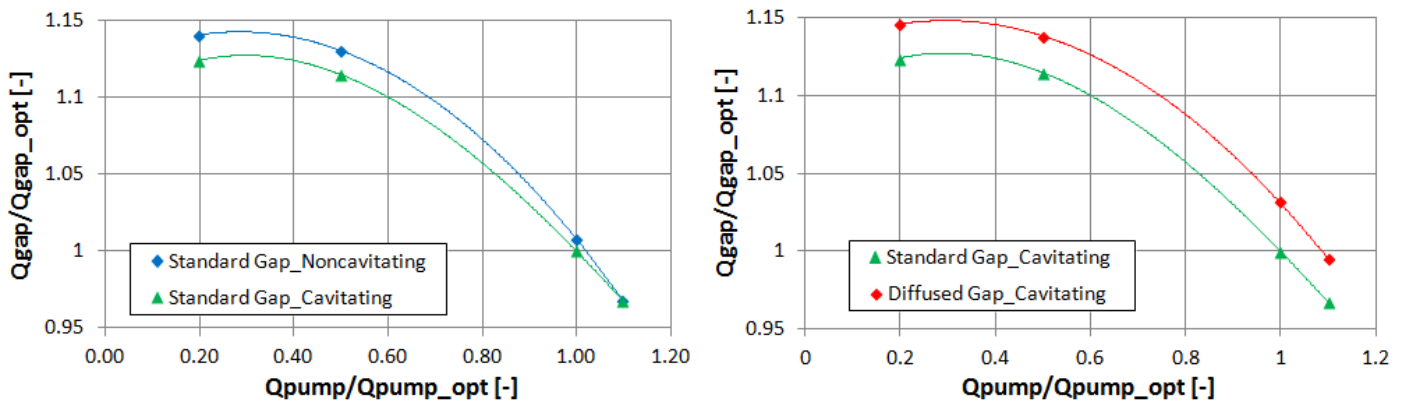 Qgap/Qgap_opt [-]
1.15
1.1
1.05
1
0.95
Standard Gap_Noncavitating
Standard Gap_Cavitating
0.00 0.20 0.40 0.60 0.80 1.00 1.20
Qpump/Qpump_opt [-]
Qgap/Qgap_opt [-]
1.15
1.1
1.05
1
0.95
Standard Gap_Cavitating
Diffused Gap_Cavitating
0 0.2 0.4 0.6 0.8 1 1.2
Qpump/Qpump_opt [-]